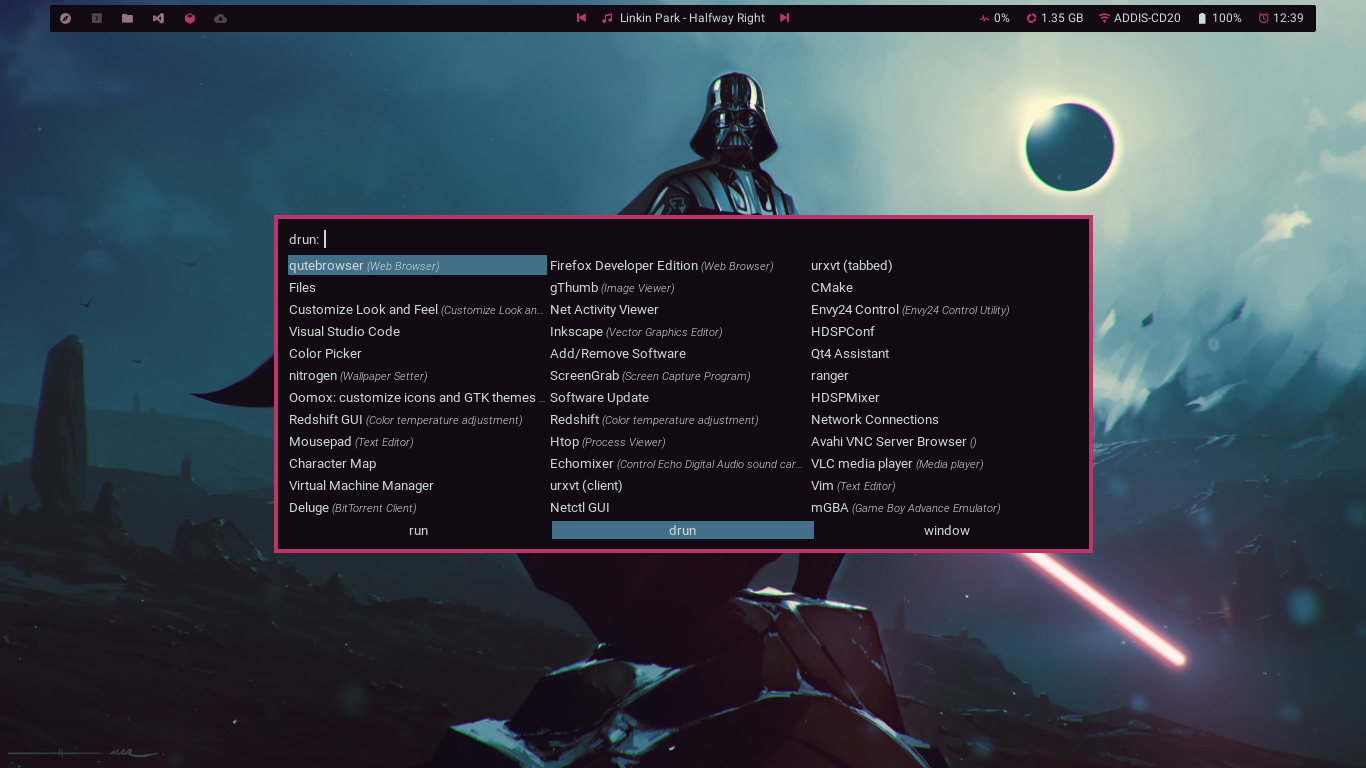 Linkin Park - Halfway Right 0% 1.35 GB ADDIS-CD20 100% 12:39
drun:
qutebrowser (Web Browser) Firefox Developer Edition (Web Browser) urxvt (tabbed)
Files gThumb (Image Viewer) CMake
Customize Look and Feel (Customize Look an... Net Activity Viewer Envy24 Control (Envy24 Control Utility)
Visual Studio Code Inkscape (Vector Graphics Editor) HDSPConf
Color Picker Add/Remove Software Qt4 Assistant
nitrogen (Wallpaper Setter) ScreenGrab (Screen Capture Program) ranger
Oomox: customize icons and GTK themes ... Software Update HDSPMixer
Redshift GUI (Color temperature adjustment) Redshift (Color temperature adjustment) Network Connections
Mousepad (Text Editor) Htop (Process Viewer) Avahi VNC Server Browser ()
Character Map Echomixer (Control Echo Digital Audio sound car... VLC media player (Media player)
Virtual Machine Manager urxvt (client) Vim (Text Editor)
Deluge (BitTorrent Client) Netctl GUI mGBA (Game Boy Advance Emulator)
run drun window